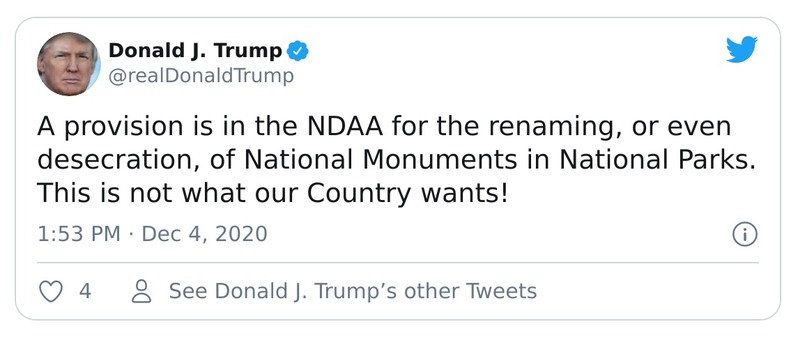 Donald J. Trump
@realDonaldTrump
A provision is in the NDAA for the renaming, or even
desecration, of National Monuments in National Parks.
This is not what our Country wants!
1:53 PM · Dec 4, 2020
4
See Donald J. Trump’s other Tweets